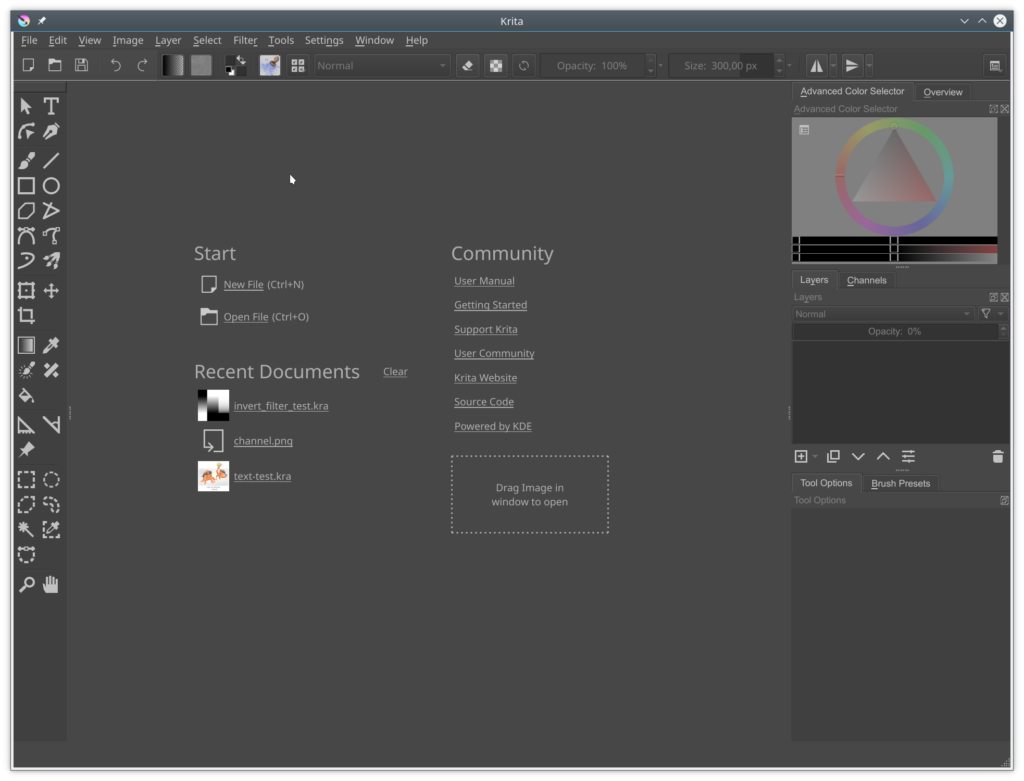 Krita
File Edit View Image Layer Select Filter Tools Settings Window Help
Normal
Opacity: 100%
Size: 300,00 px
Advanced Color Selector
Overview
Advanced Color Selector
Start
New File (Ctrl+N)
Open File (Ctrl+O)
Recent Documents
Clear
invert_filter_test.kra
channel.png
text-test.kra
Community
User Manual
Getting Started
Support Krita
User Community
Krita Website
Source Code
Powered by KDE
Drag Image in
window to open
Layers
Channels
Layers
Normal
Opacity: 0%
Tool Options
Brush Presets
Tool Options